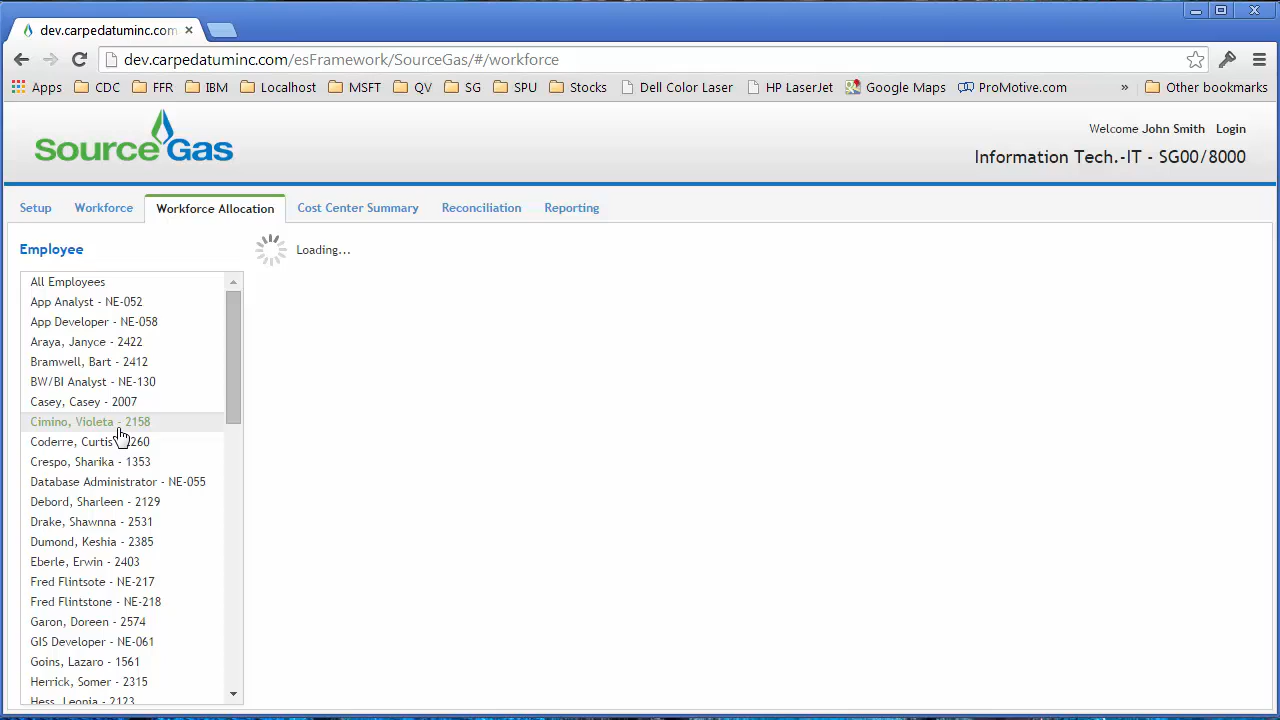 dev.carpedatuminc.com
dev.carpedatuminc.com/esFramework/SourceGas/#/workforce
Apps CDC FFR IBM Localhost MSFT QV SG SPU Stocks Dell Color Laser HP LaserJet Google Maps ProMotive.com » Other bookmarks
SourceGas
Welcome John Smith Login
Information Tech.-IT - SG00/8000
Setup Workforce Workforce Allocation Cost Center Summary Reconciliation Reporting
Employee
Loading...
All Employees
App Analyst - NE-052
App Developer - NE-058
Araya, Janyce - 2422
Bramwell, Bart - 2412
BW/BI Analyst - NE-130
Casey, Casey - 2007
Cimino, Violeta - 2158
Coderre, Curtis 260
Crespo, Sharika - 1353
Database Administrator - NE-055
Debord, Sharleen - 2129
Drake, Shawnna - 2531
Dumond, Keshia - 2385
Eberle, Erwin - 2403
Fred Flintsote - NE-217
Fred Flintstone - NE-218
Garon, Doreen - 2574
GIS Developer - NE-061
Goins, Lazaro - 1561
Herrick, Somer - 2315
Hess, Leonia - 2123